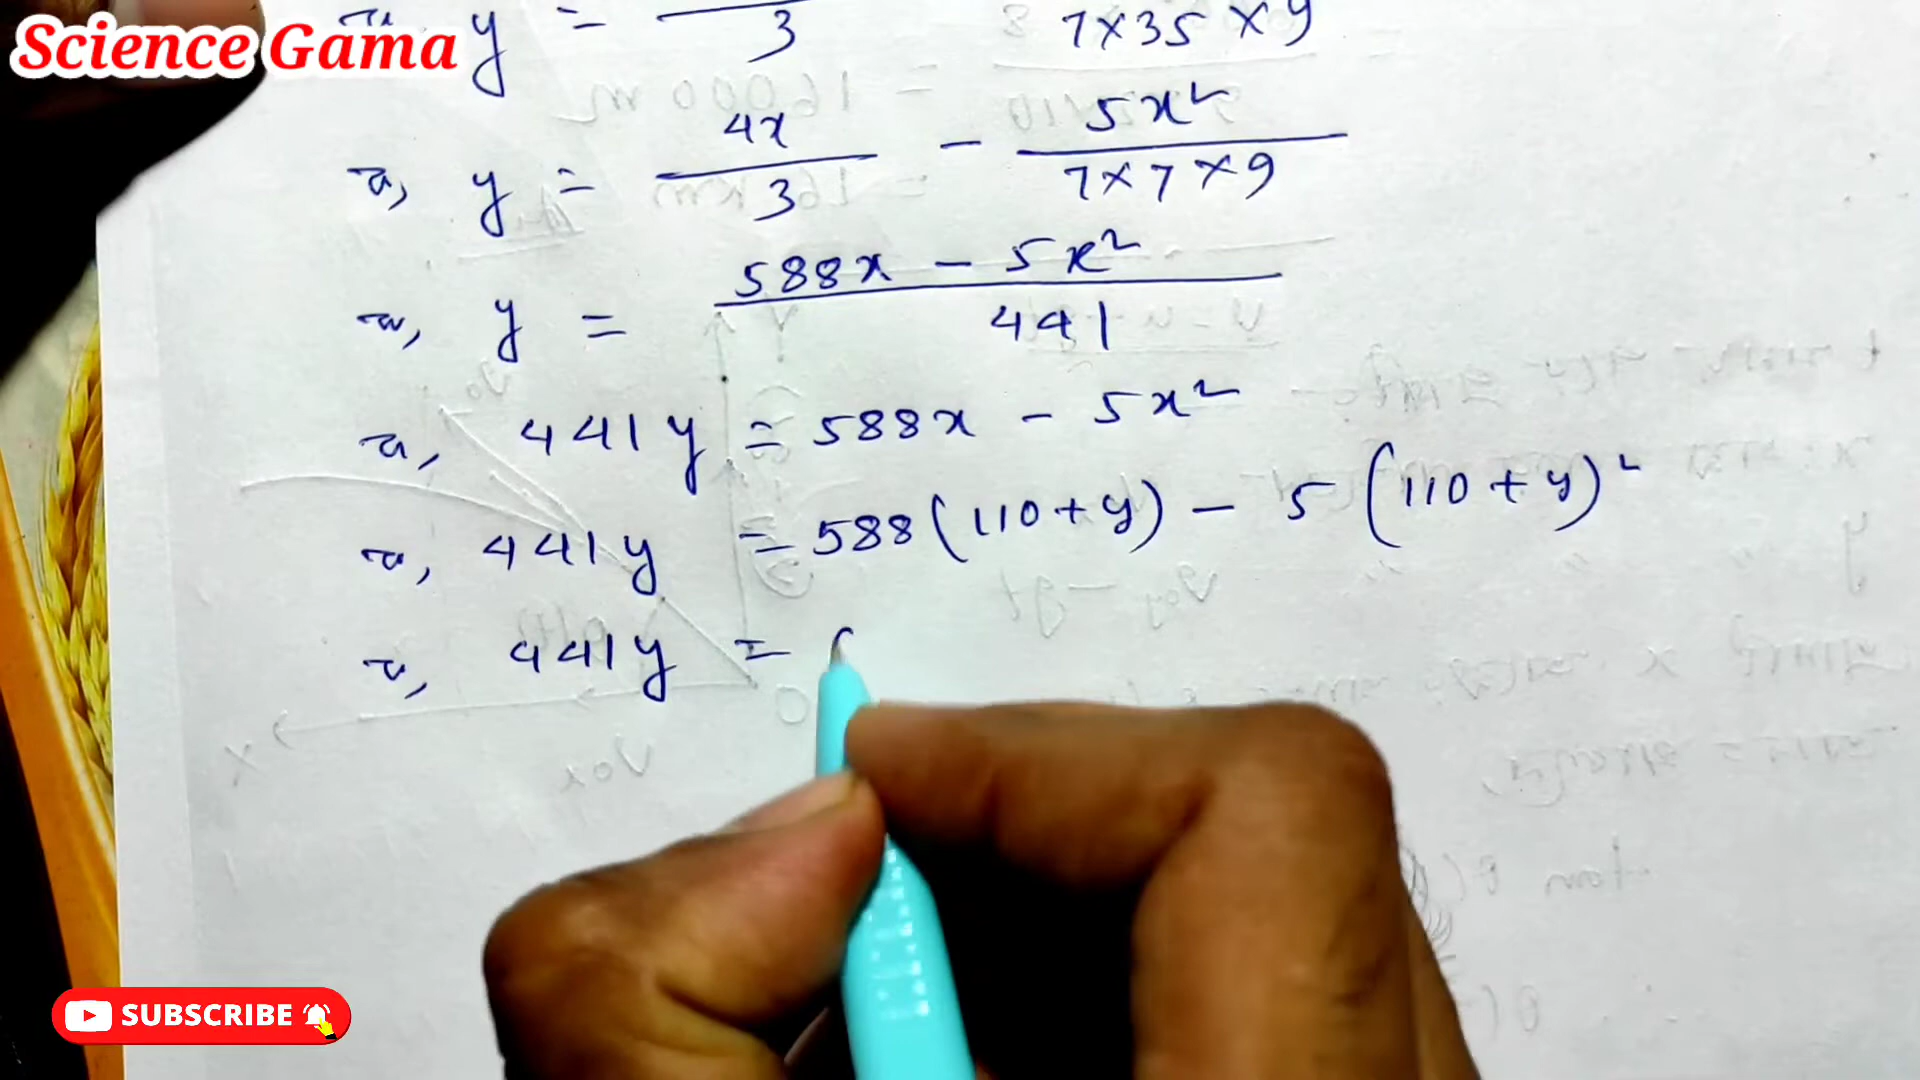 Science Gama
y = 3 7×35×9
a, y = 4x/3 - 5x²/7×7×9
a, y = 588x - 5x²/441
a, 441y = 588x - 5x²
a, 441y = 588(110+y) - 5(110+y)²
a, 441y =
SUBSCRIBE